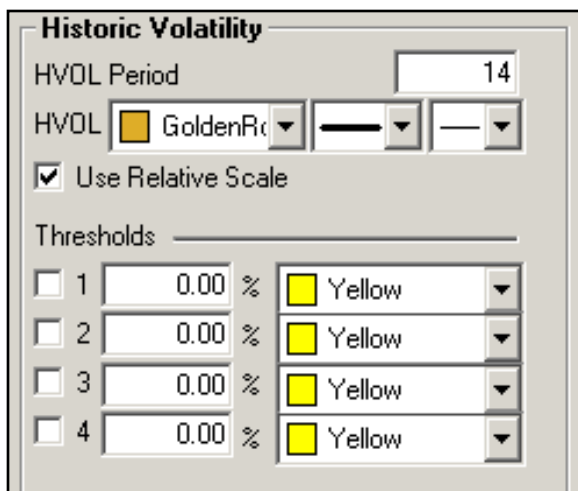 Historic Volatility
HVOL Period 14
HVOL GoldenRo
Use Relative Scale
Thresholds
1 0.00 % Yellow
2 0.00 % Yellow
3 0.00 % Yellow
4 0.00 % Yellow